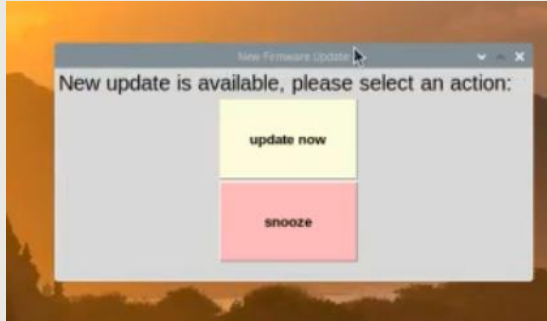 New Firmware Update
New update is available, please select an action:
update now
snooze